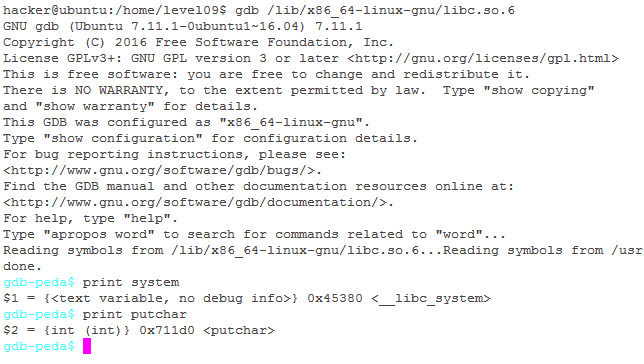 hacker@ubuntu:/home/level09$ gdb /lib/x86_64-linux-gnu/libc.so.6
GNU gdb (Ubuntu 7.11.1-0ubuntu1~16.04) 7.11.1
Copyright (C) 2016 Free Software Foundation, Inc.
License GPLv3+: GNU GPL version 3 or later <http://gnu.org/licenses/gpl.html>
This is free software: you are free to change and redistribute it.
There is NO WARRANTY, to the extent permitted by law.  Type "show copying"
and "show warranty" for details.
This GDB was configured as "x86_64-linux-gnu".
Type "show configuration" for configuration details.
For bug reporting instructions, please see:
<http://www.gnu.org/software/gdb/bugs/>.
Find the GDB manual and other documentation resources online at:
<http://www.gnu.org/software/gdb/documentation/>.
For help, type "help".
Type "apropos word" to search for commands related to "word"...
Reading symbols from /lib/x86_64-linux-gnu/libc.so.6...Reading symbols from /usr
done.
gdb-peda$ print system
$1 = {<text variable, no debug info>} 0x45380 <__libc_system>
gdb-peda$ print putchar
$2 = {int (int)} 0x711d0 <putchar>
gdb-peda$